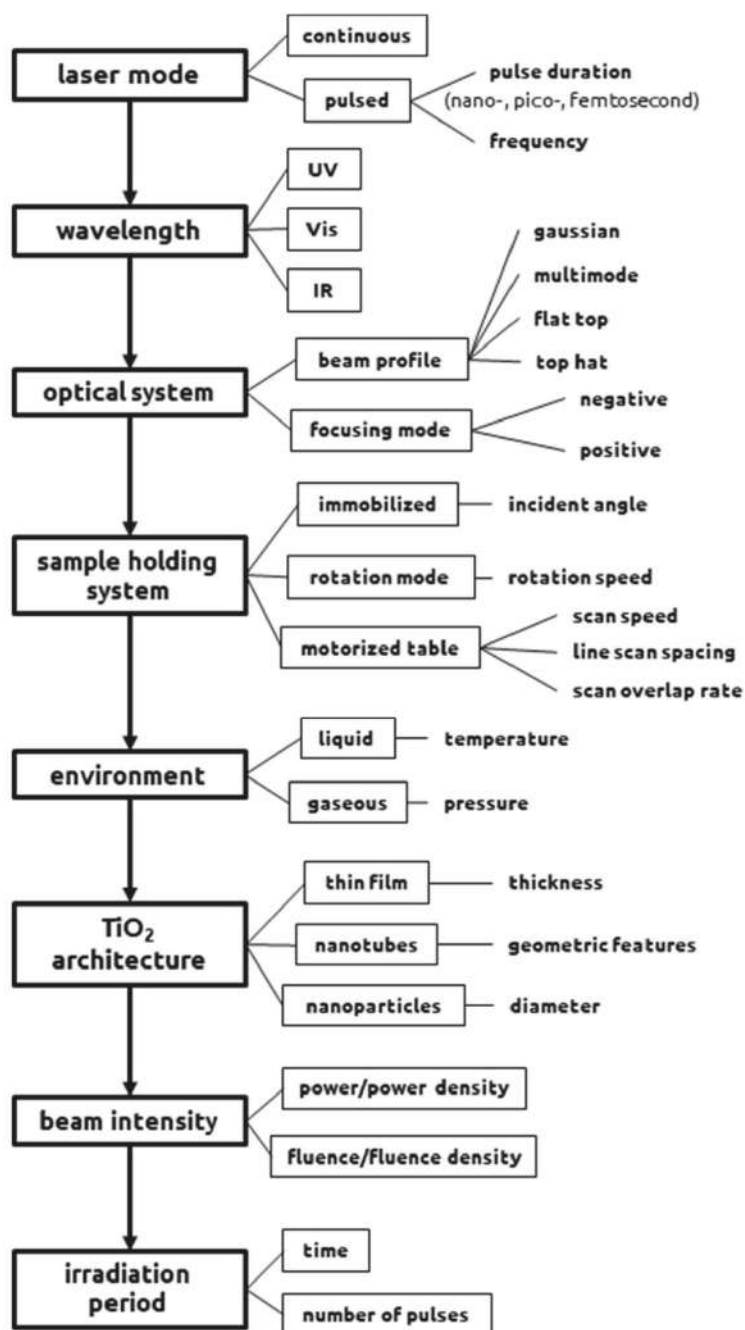 continuous
laser mode
pulsed
pulse duration
(nano-, pico-, femtosecond)
frequency
UV
wavelength
Vis
IR
gaussian
multimode
flat top
top hat
beam profile
optical system
focusing mode
negative
positive
immobilized
incident angle
sample holding
system
rotation mode
rotation speed
motorized table
scan speed
line scan spacing
scan overlap rate
liquid
temperature
environment
gaseous
pressure
thin film
thickness
TiO₂
architecture
nanotubes
geometric features
nanoparticles
diameter
power/power density
beam intensity
fluence/fluence density
time
irradiation
period
number of pulses